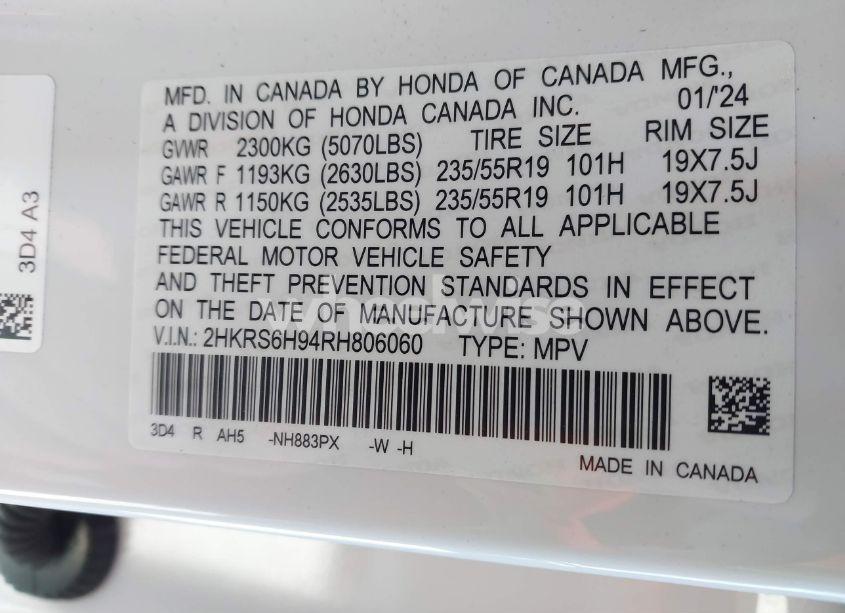 MFD. IN CANADA BY HONDA OF CANADA MFG.,
A DIVISION OF HONDA CANADA INC. 01/'24
GVWR 2300KG (5070LBS) TIRE SIZE RIM SIZE
GAWR F 1193KG (2630LBS) 235/55R19 101H 19X7.5J
GAWR R 1150KG (2535LBS) 235/55R19 101H 19X7.5J
THIS VEHICLE CONFORMS TO ALL APPLICABLE
FEDERAL MOTOR VEHICLE SAFETY
AND THEFT PREVENTION STANDARDS IN EFFECT
ON THE DATE OF MANUFACTURE SHOWN ABOVE.
V.I.N.: 2HKRS6H94RH806060 TYPE: MPV
3D4 R AH5 -NH883PX -W -H
MADE IN CANADA
3D4 A3
wheelwise